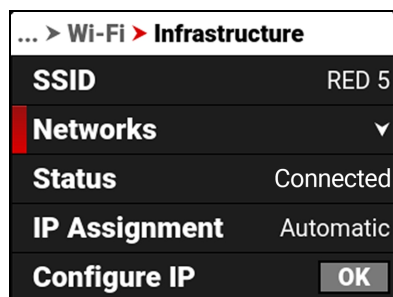 ... > Wi-Fi > Infrastructure
SSID RED 5
Networks
Status Connected
IP Assignment Automatic
Configure IP OK